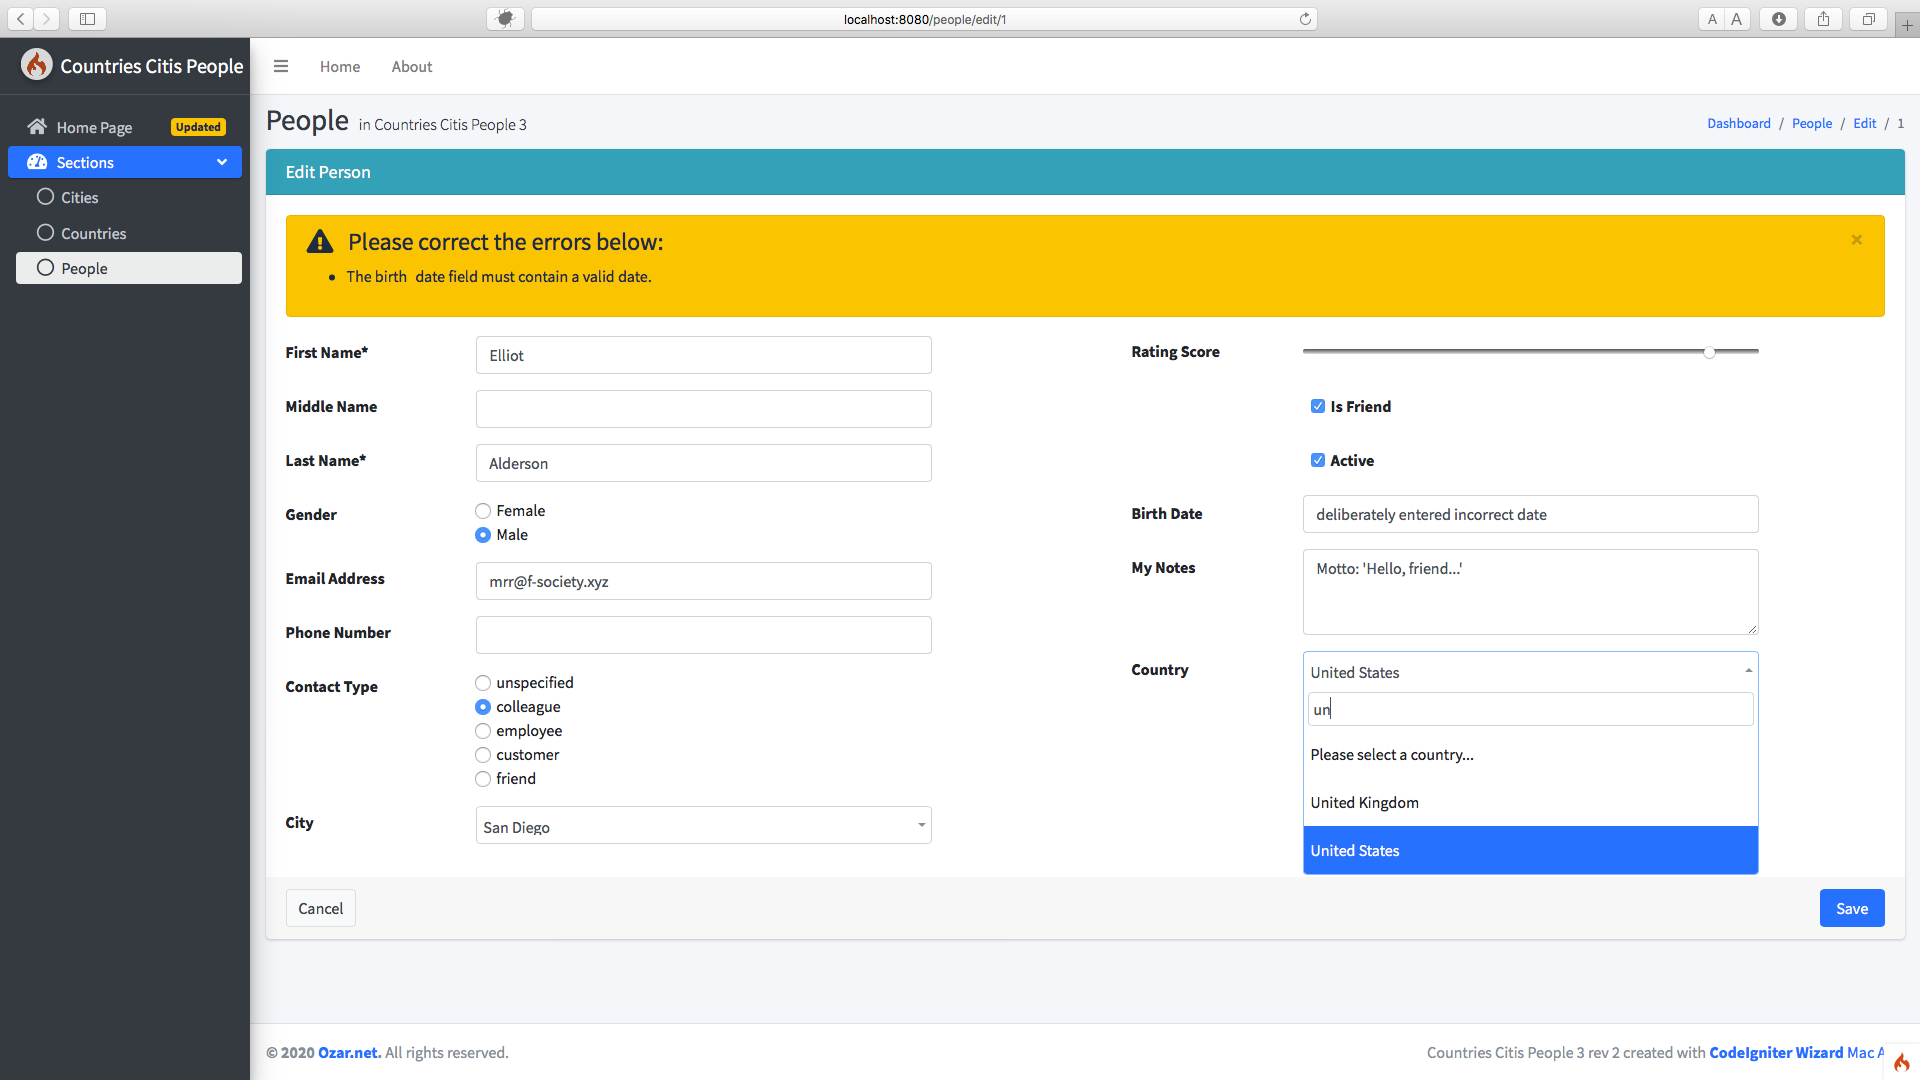 localhost:8080/people/edit/1
A A
Countries Citis People
Home About
Home Page Updated
Sections
Cities
Countries
People
People in Countries Citis People 3
Dashboard / People / Edit / 1
Edit Person
Please correct the errors below:
The birth date field must contain a valid date.
First Name* Elliot
Middle Name
Last Name* Alderson
Gender Female
Male
Email Address mrr@f-society.xyz
Phone Number
Contact Type unspecified
colleague
employee
customer
friend
City San Diego
Rating Score
Is Friend
Active
Birth Date deliberately entered incorrect date
My Notes Motto: 'Hello, friend...'
Country United States
un
Please select a country...
United Kingdom
United States
Cancel Save
© 2020 Ozar.net. All rights reserved.
Countries Citis People 3 rev 2 created with CodeIgniter Wizard Mac A